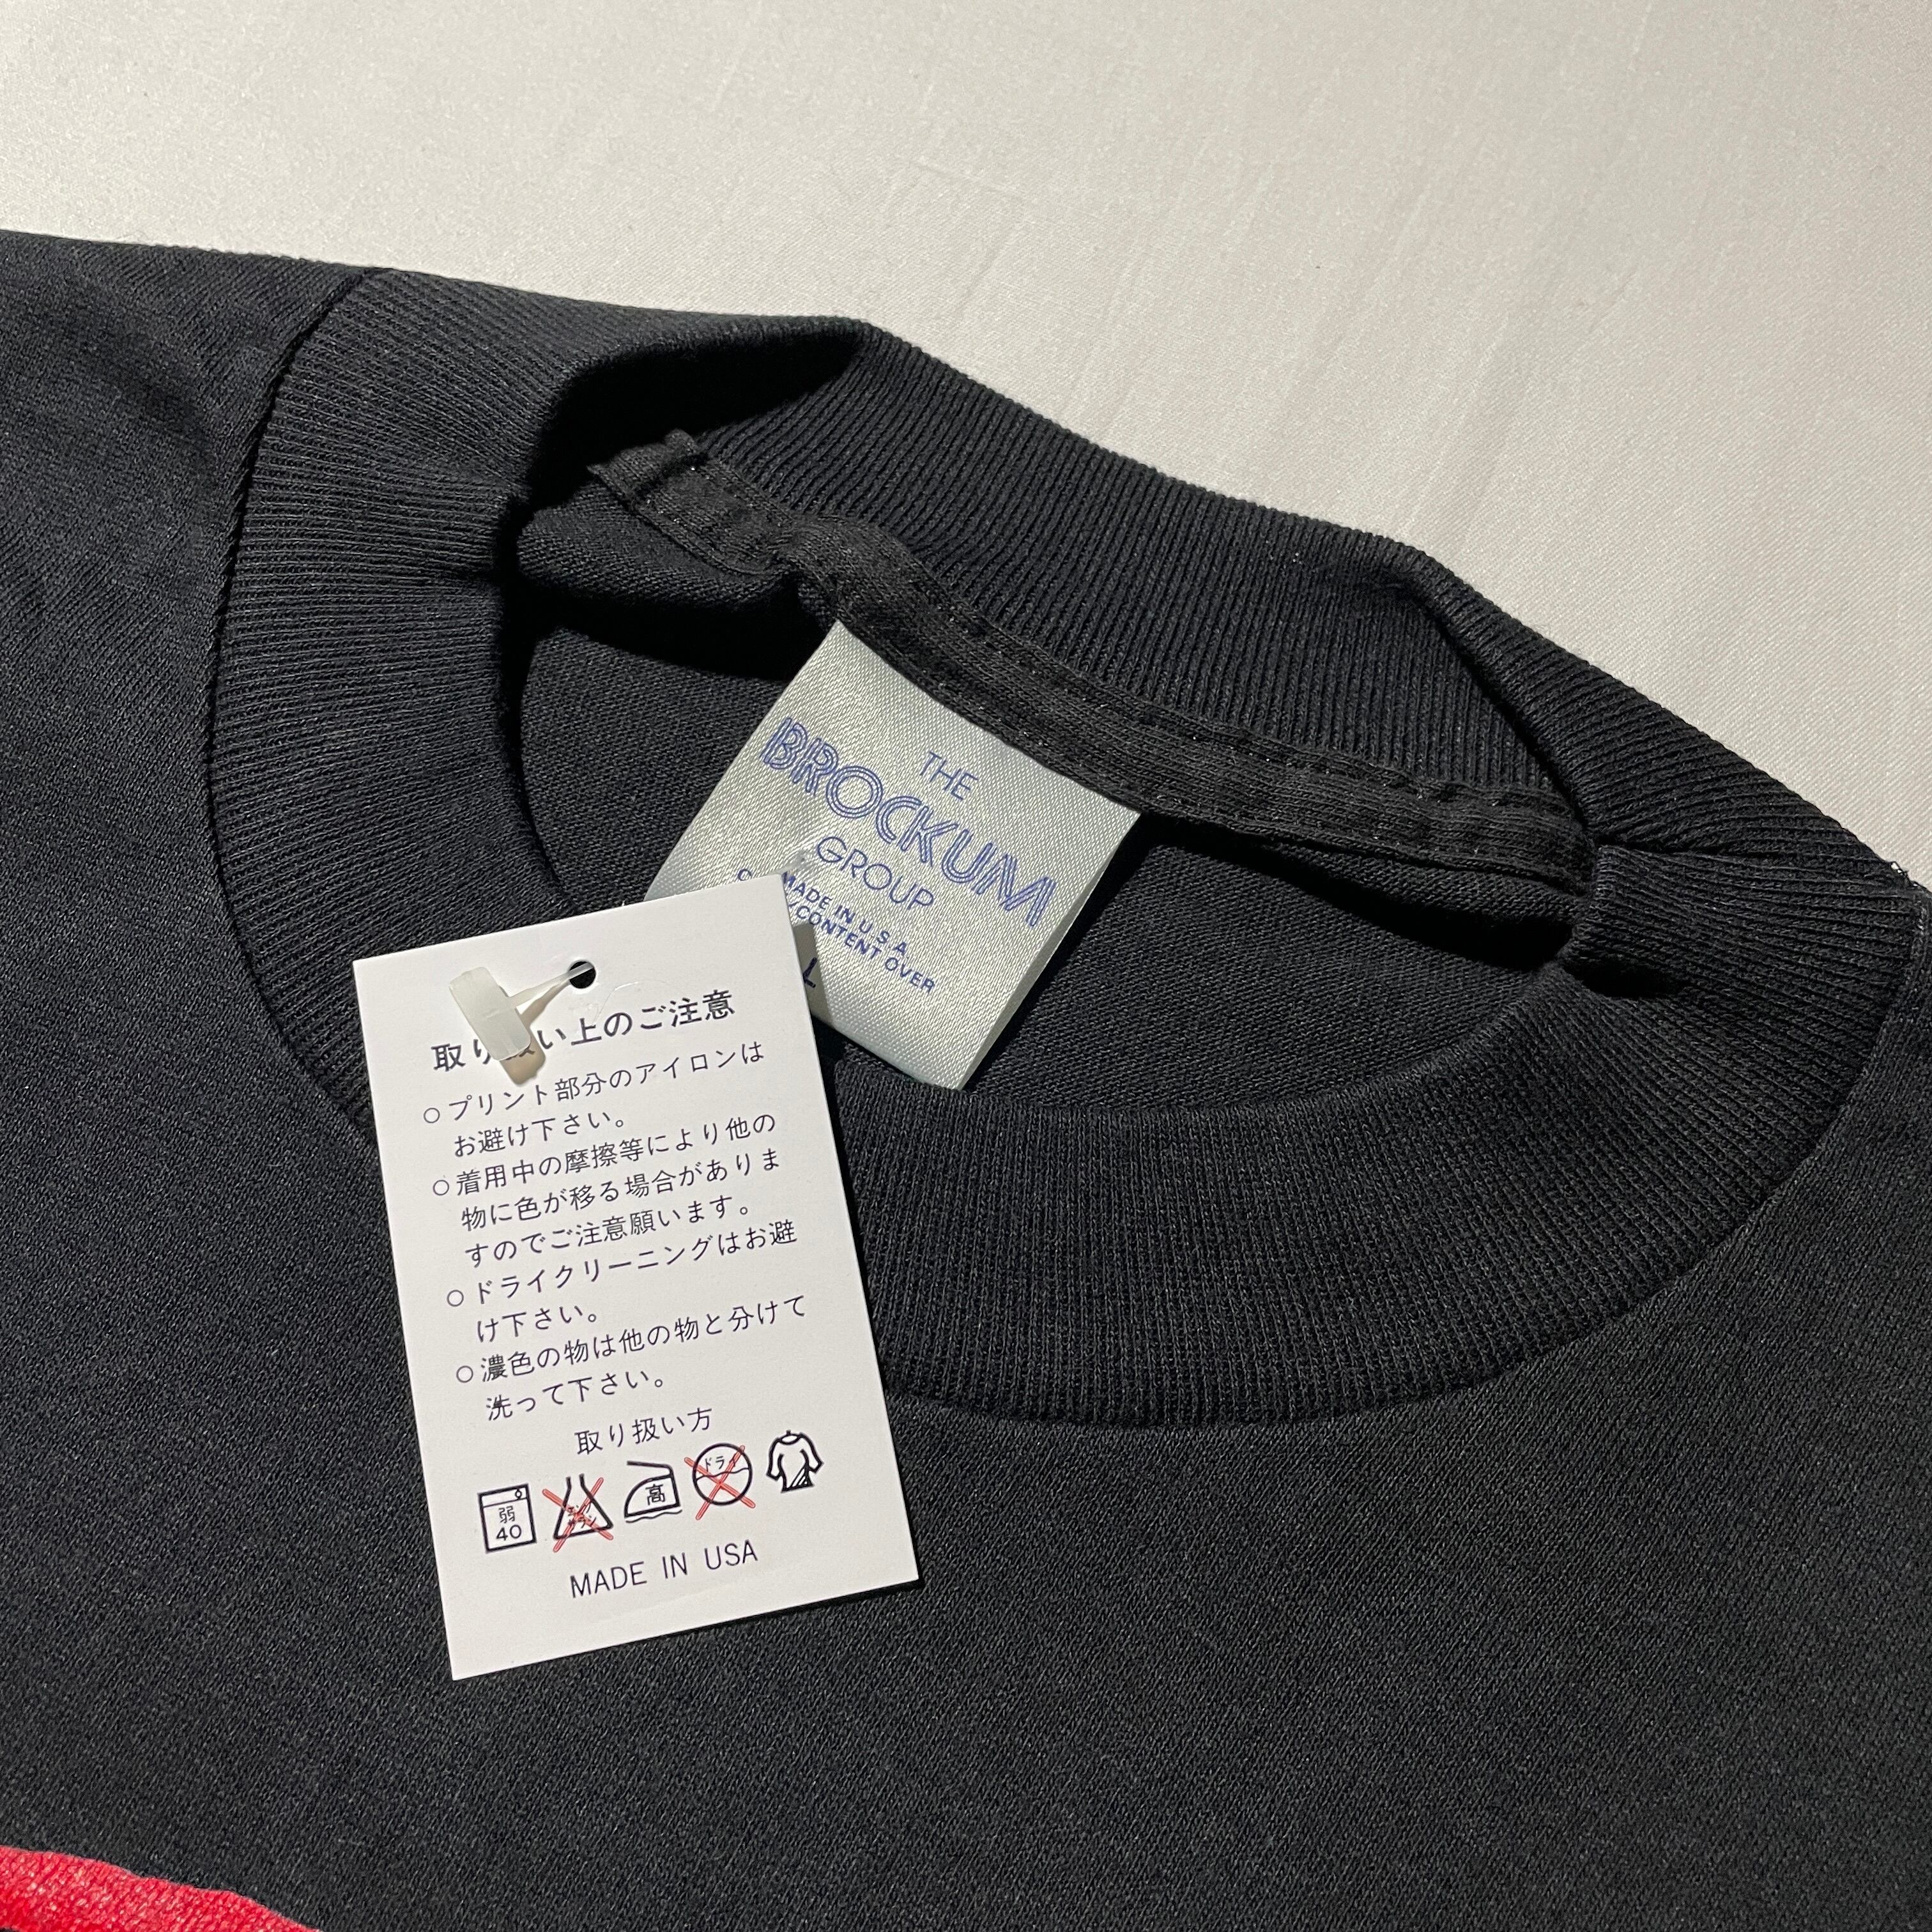 THE
BROCKUM
GROUP
MADE IN U S A
CONTENT OVER
L
取り い上のご注意
○プリント部分のアイロンは
お避け下さい。
○着用中の摩擦等により他の
物に色が移る場合がありま
すのでご注意願います。
○ドライクリーニングはお避
け下さい。
○濃色の物は他の物と分けて
洗って下さい。
取り扱い方
弱
40
高
ドライ
MADE IN USA